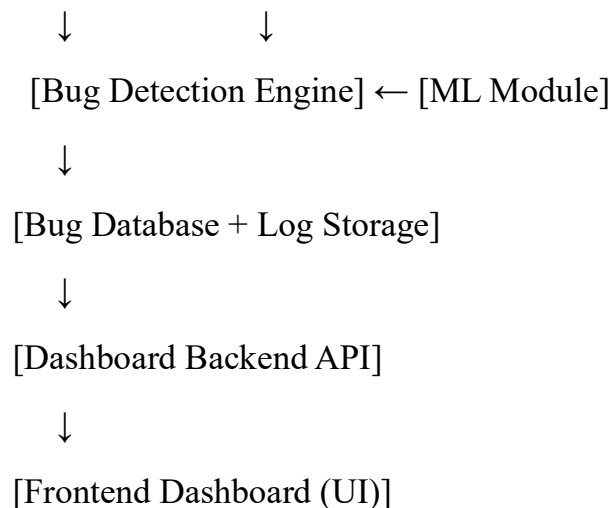 ↓ ↓
[Bug Detection Engine] ← [ML Module]
↓
[Bug Database + Log Storage]
↓
[Dashboard Backend API]
↓
[Frontend Dashboard (UI)]